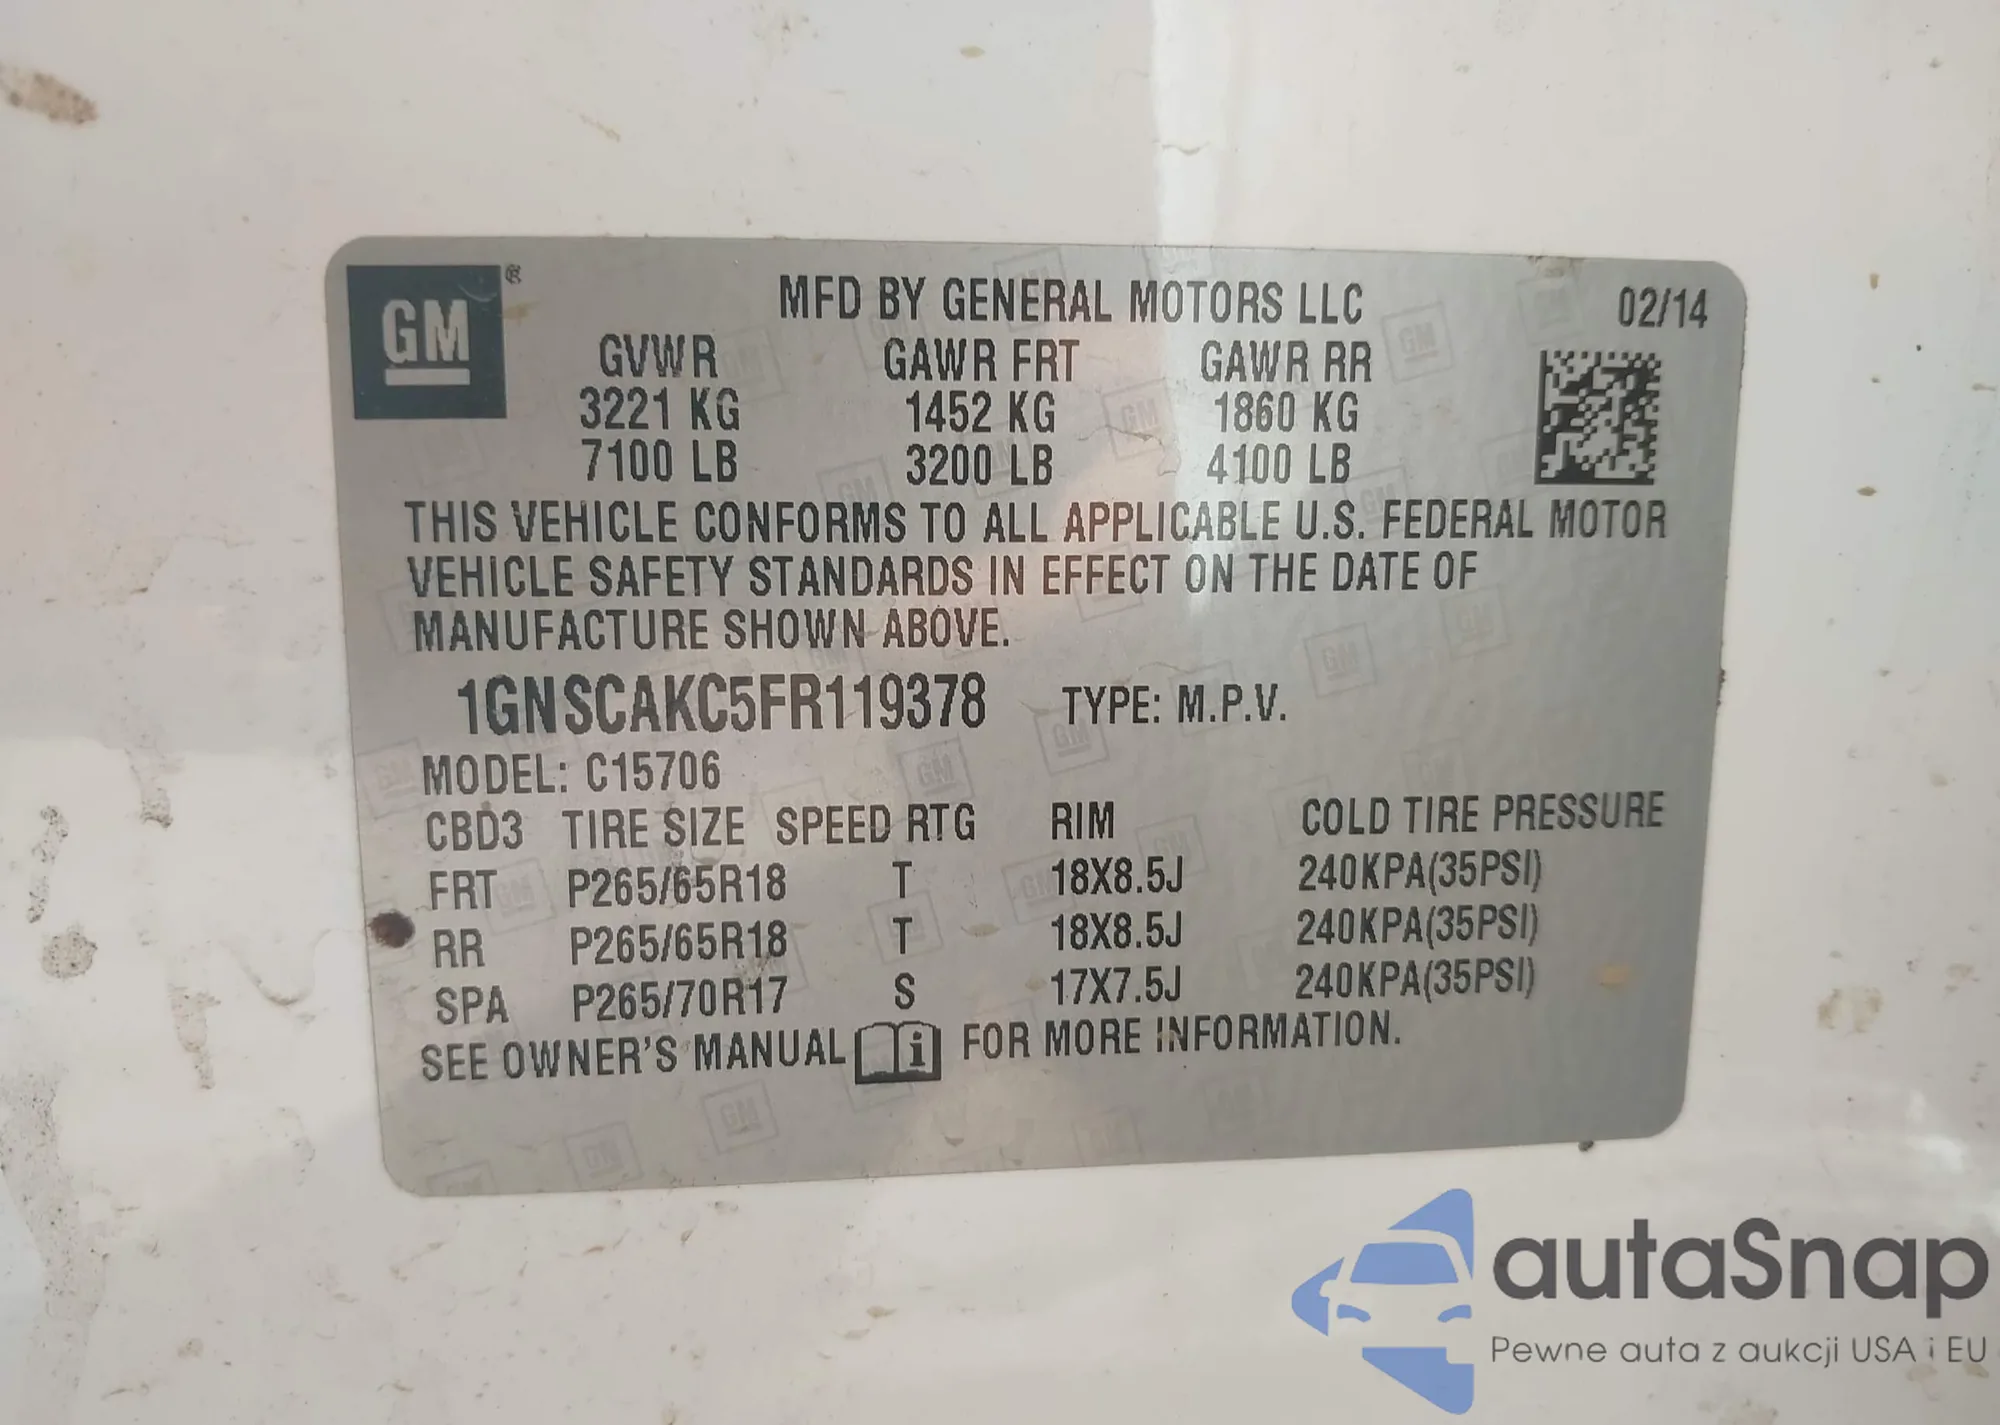 GM ®
MFD BY GENERAL MOTORS LLC 02/14
GVWR GAWR FRT GAWR RR
3221 KG 1452 KG 1860 KG
7100 LB 3200 LB 4100 LB
THIS VEHICLE CONFORMS TO ALL APPLICABLE U.S. FEDERAL MOTOR
VEHICLE SAFETY STANDARDS IN EFFECT ON THE DATE OF
MANUFACTURE SHOWN ABOVE.
1GNSCAKC5FR119378 TYPE: M.P.V.
MODEL: C15706
CBD3 TIRE SIZE SPEED RTG RIM COLD TIRE PRESSURE
FRT P265/65R18 T 18X8.5J 240KPA(35PSI)
RR P265/65R18 T 18X8.5J 240KPA(35PSI)
SPA P265/70R17 S 17X7.5J 240KPA(35PSI)
SEE OWNER'S MANUAL i FOR MORE INFORMATION.
autaSnap
Pewne auta z aukcji USA i EU